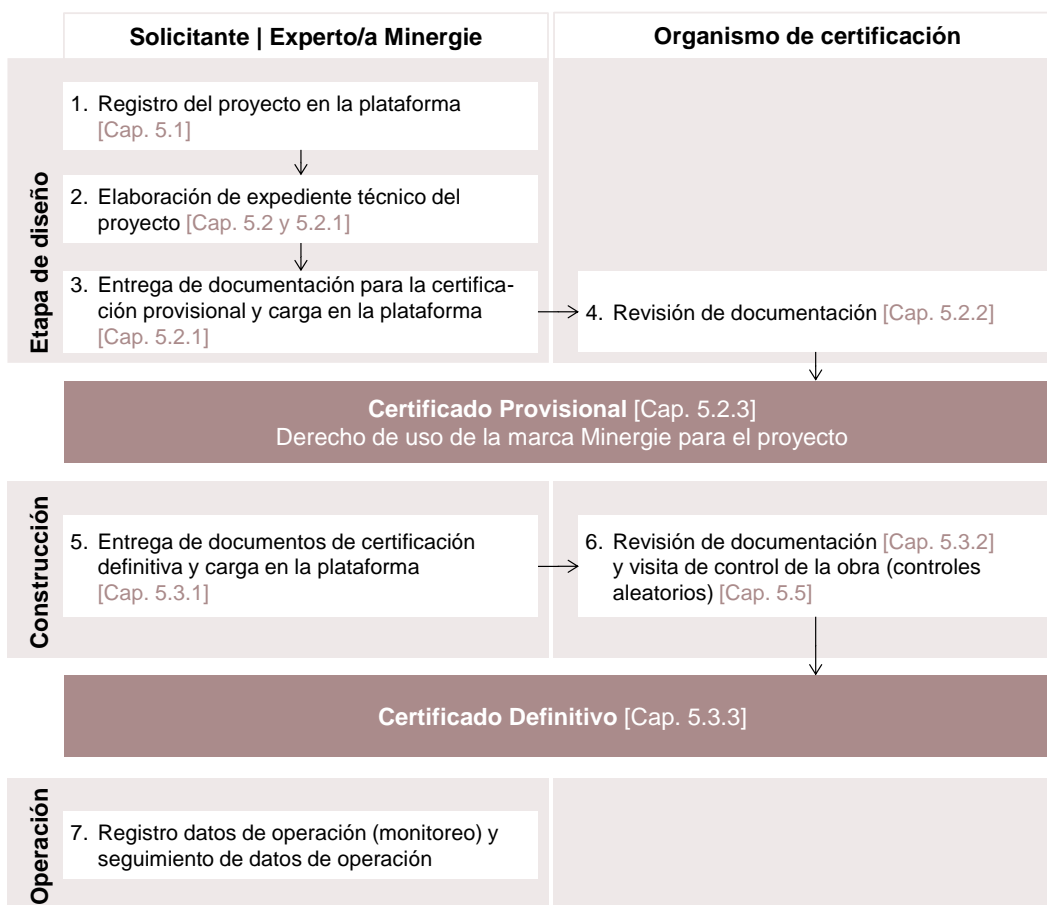 Solicitante | Experto/a Minergie
Organismo de certificación
Etapa de diseño
1. Registro del proyecto en la plataforma
[Cap. 5.1]
2. Elaboración de expediente técnico del
proyecto [Cap. 5.2 y 5.2.1]
3. Entrega de documentación para la certifica-
ción provisional y carga en la plataforma
[Cap. 5.2.1]
4. Revisión de documentación [Cap. 5.2.2]
Certificado Provisional [Cap. 5.2.3]
Derecho de uso de la marca Minergie para el proyecto
Construcción
5. Entrega de documentos de certificación
definitiva y carga en la plataforma
[Cap. 5.3.1]
6. Revisión de documentación [Cap. 5.3.2]
y visita de control de la obra (controles
aleatorios) [Cap. 5.5]
Certificado Definitivo [Cap. 5.3.3]
Operación
7. Registro datos de operación (monitoreo) y
seguimiento de datos de operación